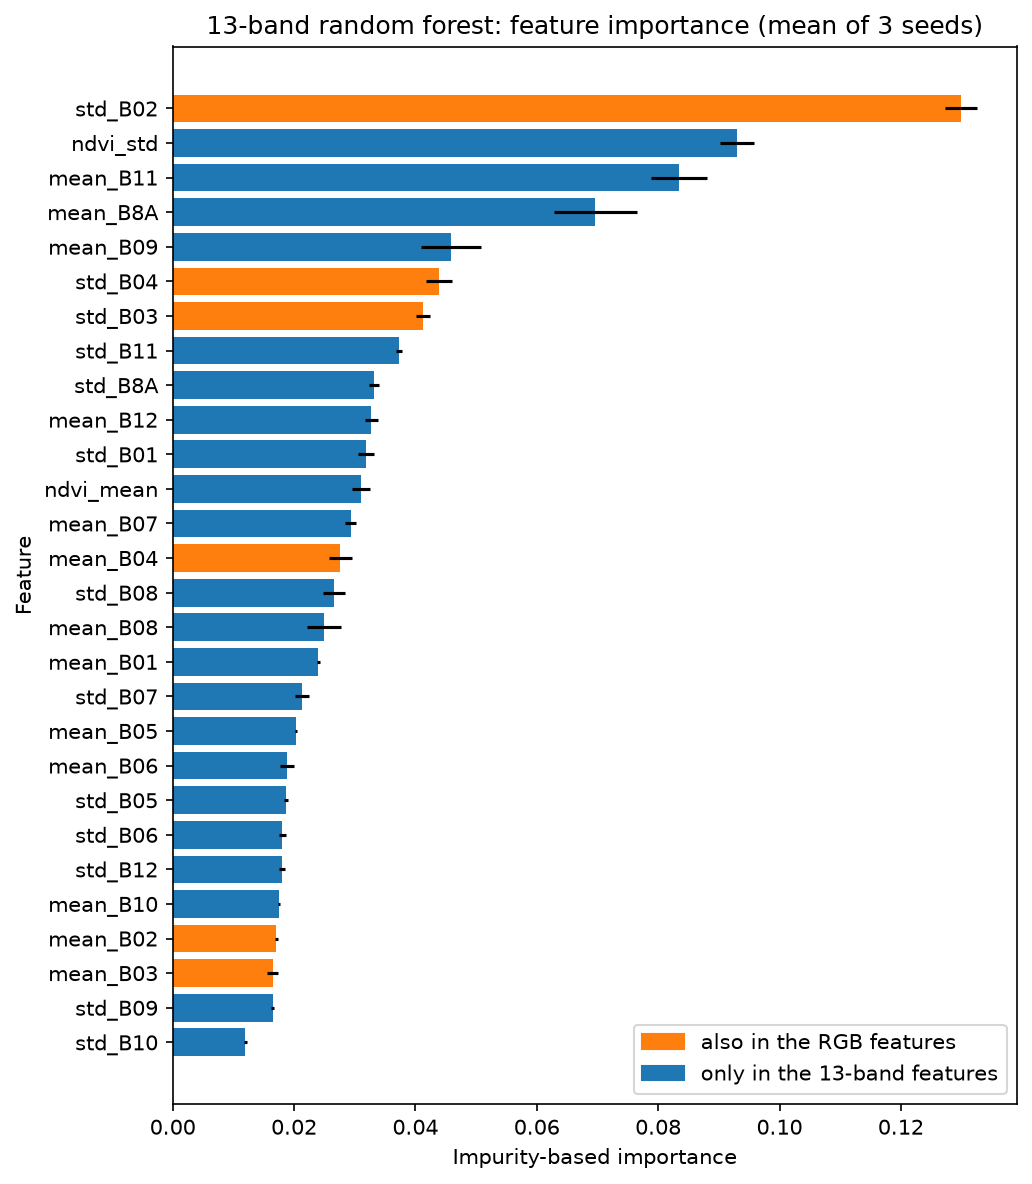 13-band random forest: feature importance (mean of 3 seeds)
Feature
std_B02
ndvi_std
mean_B11
mean_B8A
mean_B09
std_B04
std_B03
std_B11
std_B8A
mean_B12
std_B01
ndvi_mean
mean_B07
mean_B04
std_B08
mean_B08
mean_B01
std_B07
mean_B05
mean_B06
std_B05
std_B06
std_B12
mean_B10
mean_B02
mean_B03
std_B09
std_B10
also in the RGB features
only in the 13-band features
0.00 0.02 0.04 0.06 0.08 0.10 0.12
Impurity-based importance